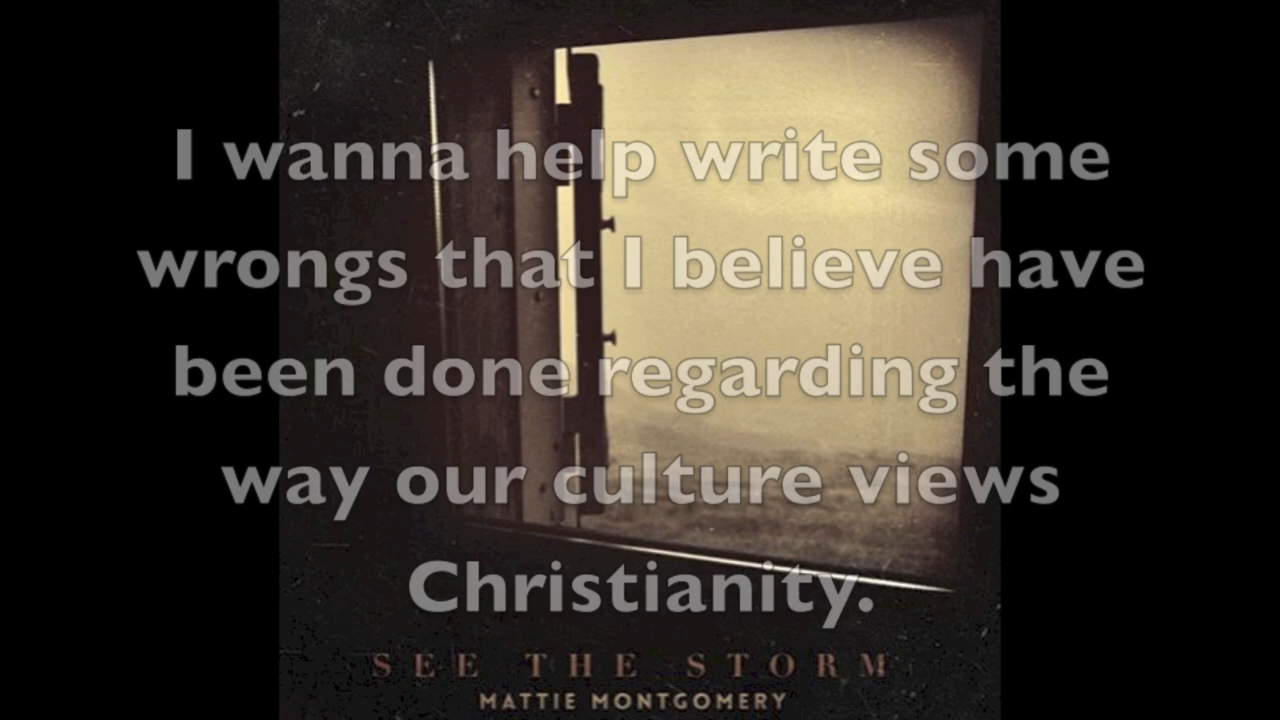 I wanna help write some
wrongs that I believe have
been done regarding the
way our culture views
Christianity.
SEE THE STORM
MATTIE MONTGOMERY